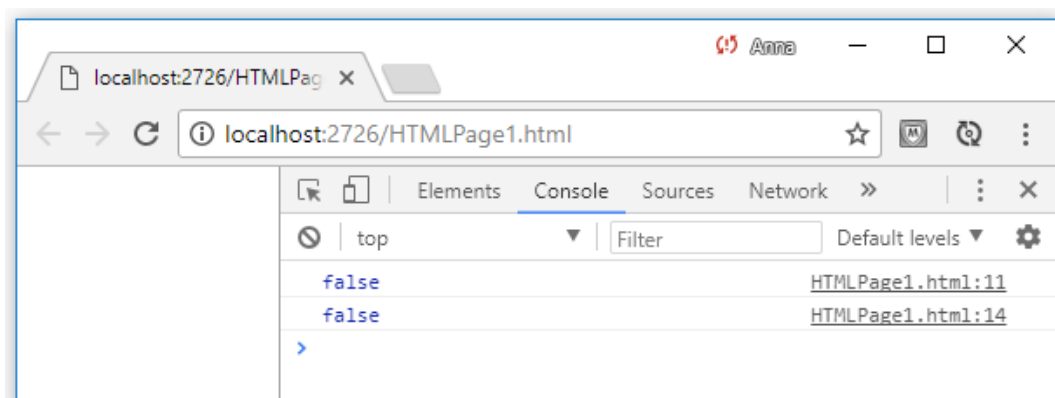 Anna
localhost:2726/HTMLPag
localhost:2726/HTMLPage1.html
Elements Console Sources Network »
top Filter Default levels
false HTMLPage1.html:11
false HTMLPage1.html:14
>